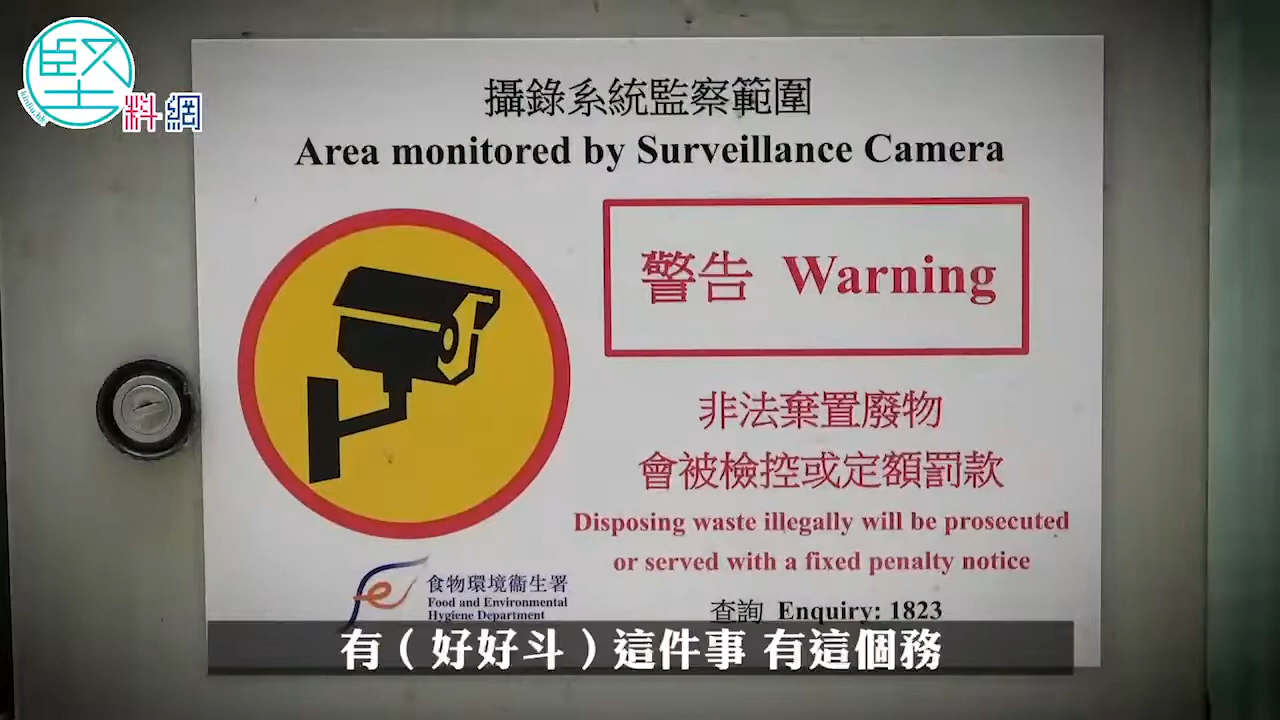 堅料網
攝錄系統監察範圍
Area monitored by Surveillance Camera
警告 Warning
非法棄置廢物
會被檢控或定額罰款
Disposing waste illegally will be prosecuted
or served with a fixed penalty notice
食物環境衞生署
Food and Environmental
Hygiene Department
查詢 Enquiry: 1823
有(好好斗)這件事 有這個務